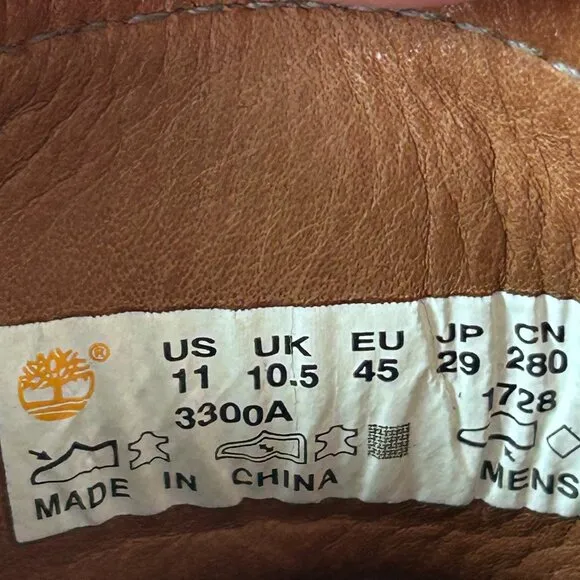 ® US UK EU JP CN
11 10.5 45 29 280
3300A 1728
MADE IN CHINA MENS